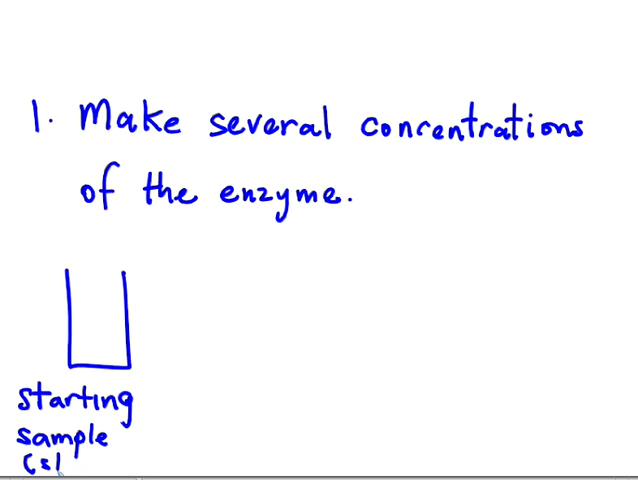 1. Make several concentrations
of the enzyme.
starting
sample
(s)